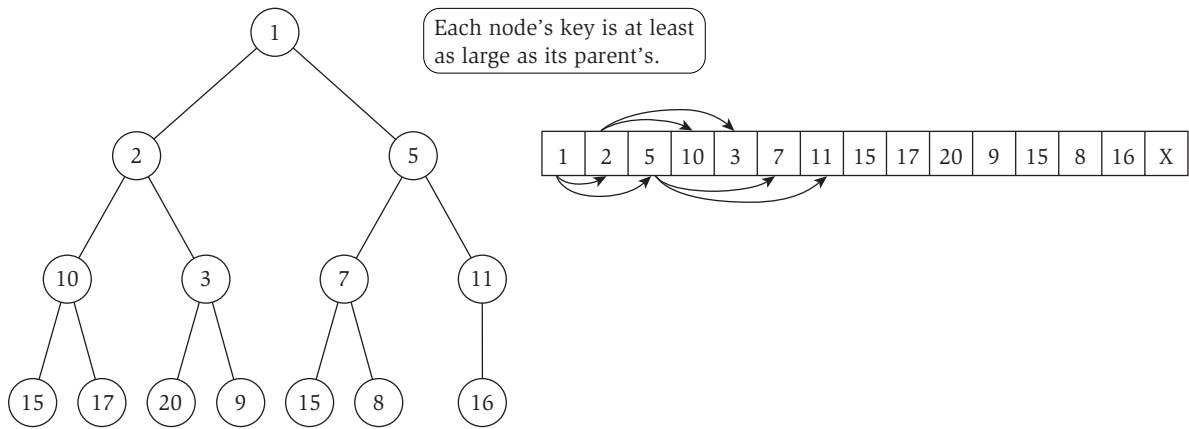 1
Each node’s key is at least
as large as its parent’s.
2 5
1 2 5 10 3 7 11 15 17 20 9 15 8 16 X
10 3 7 11
15 17 20 9 15 8 16